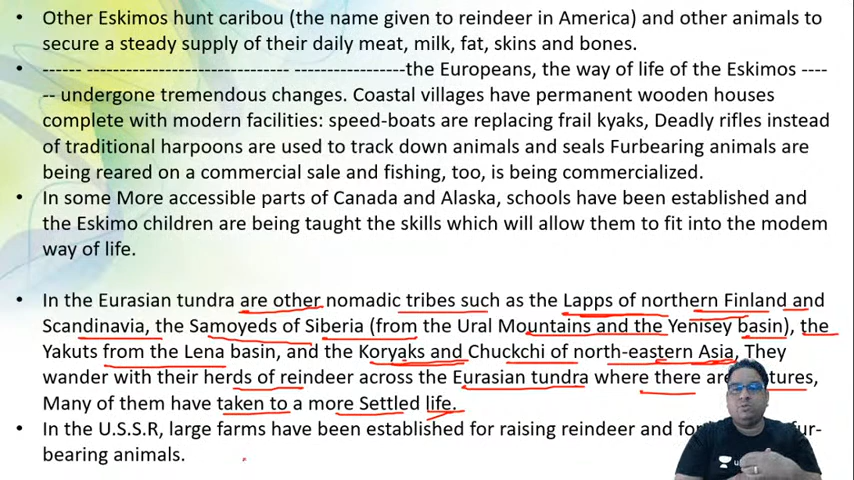 • Other Eskimos hunt caribou (the name given to reindeer in America) and other animals to
secure a steady supply of their daily meat, milk, fat, skins and bones.
• ------ ------------------------------- -----------------the Europeans, the way of life of the Eskimos ----
-- undergone tremendous changes. Coastal villages have permanent wooden houses
complete with modern facilities: speed-boats are replacing frail kyaks, Deadly rifles instead
of traditional harpoons are used to track down animals and seals Furbearing animals are
being reared on a commercial sale and fishing, too, is being commercialized.
• In some More accessible parts of Canada and Alaska, schools have been established and
the Eskimo children are being taught the skills which will allow them to fit into the modem
way of life.
• In the Eurasian tundra are other nomadic tribes such as the Lapps of northern Finland and
Scandinavia, the Samoyeds of Siberia (from the Ural Mountains and the Yenisey basin), the
Yakuts from the Lena basin, and the Koryaks and Chuckchi of north-eastern Asia, They
wander with their herds of reindeer across the Eurasian tundra where there are
Many of them have taken to a more Settled life.
• In the U.S.S.R, large farms have been established for raising reindeer and fur-
bearing animals.